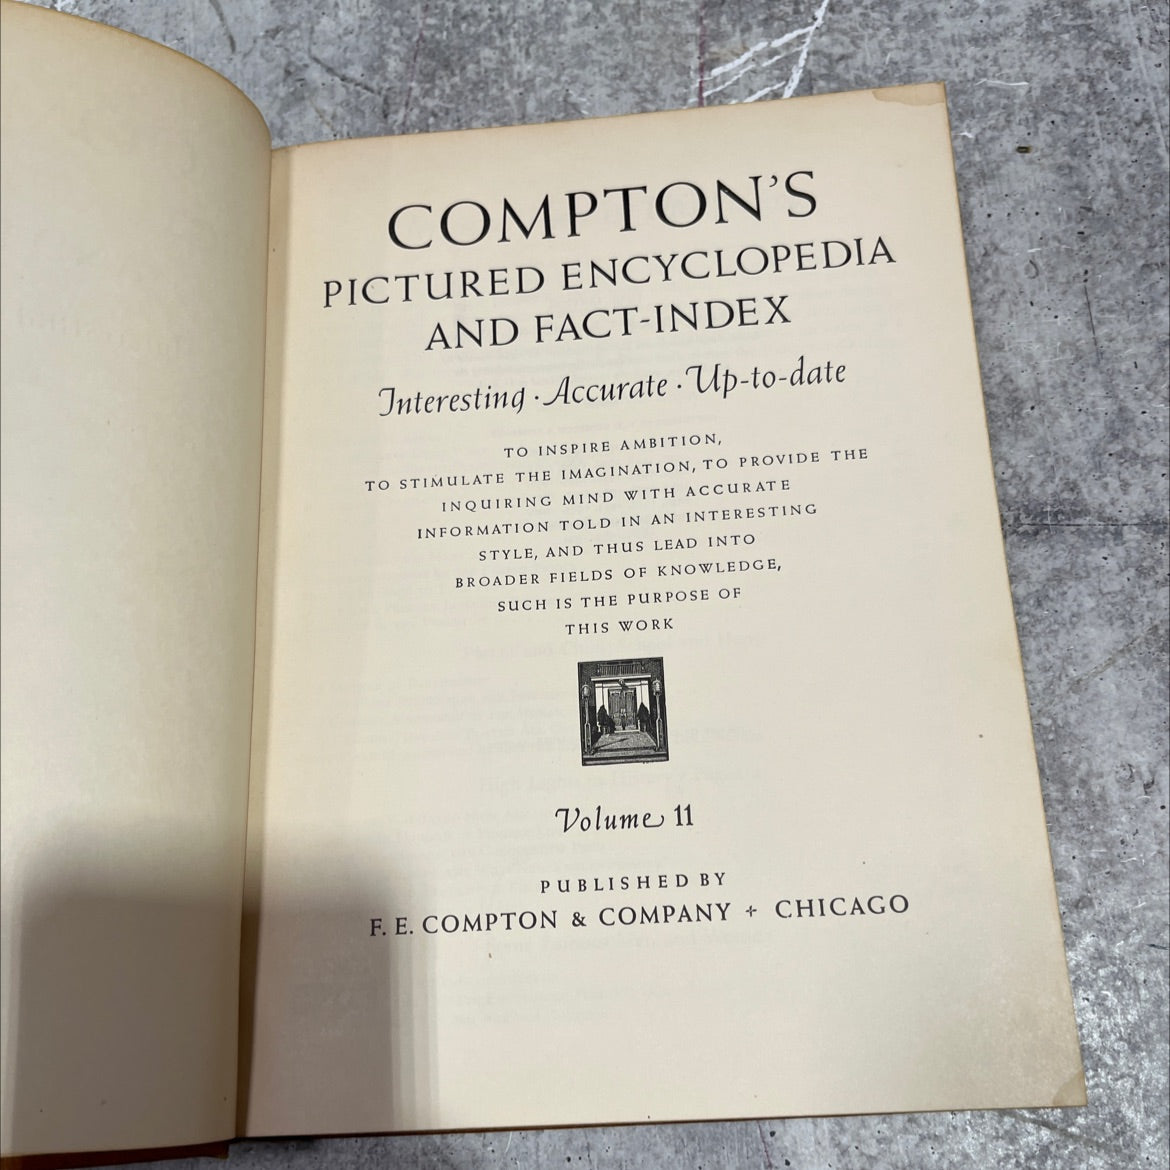 COMPTON'S
PICTURED ENCYCLOPEDIA
AND FACT-INDEX
Interesting · Accurate · Up-to-date
TO INSPIRE AMBITION,
TO STIMULATE THE IMAGINATION, TO PROVIDE THE
INQUIRING MIND WITH ACCURATE
INFORMATION TOLD IN AN INTERESTING
STYLE, AND THUS LEAD INTO
BROADER FIELDS OF KNOWLEDGE,
SUCH IS THE PURPOSE OF
THIS WORK
Volume 11
PUBLISHED BY
F. E. COMPTON & COMPANY + CHICAGO